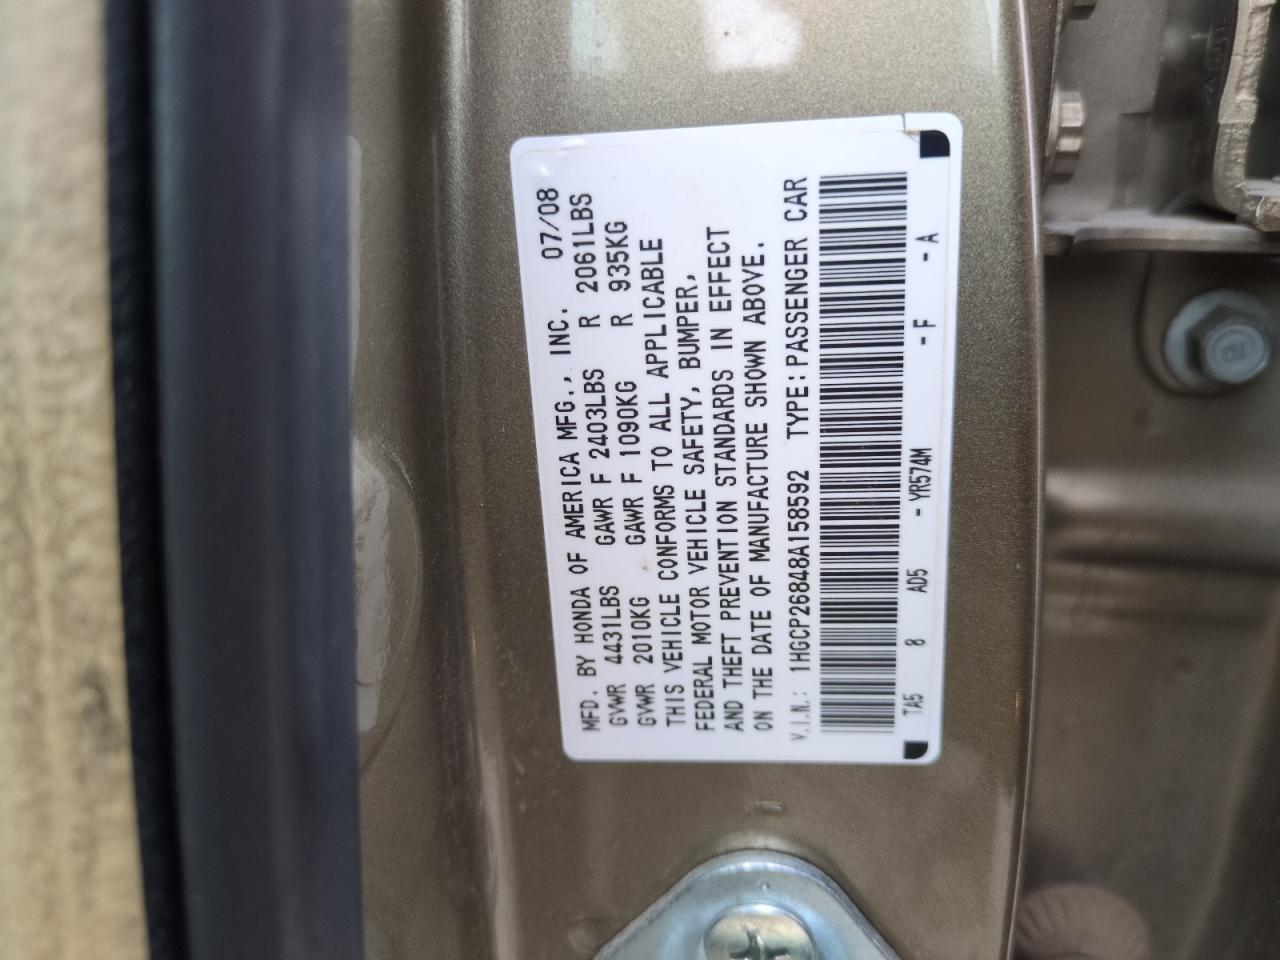 MFD. BY HONDA OF AMERICA MFG., INC. 07/08
GVWR 4431LBS GAWR F 2403LBS R 2061LBS
GVWR 2010KG GAWR F 1090KG R 935KG
THIS VEHICLE CONFORMS TO ALL APPLICABLE
FEDERAL MOTOR VEHICLE SAFETY, BUMPER,
AND THEFT PREVENTION STANDARDS IN EFFECT
ON THE DATE OF MANUFACTURE SHOWN ABOVE.
V.I.N.: 1HGCP26848A158592 TYPE:PASSENGER CAR
TA5 8 AD5 - YR574M - F - A